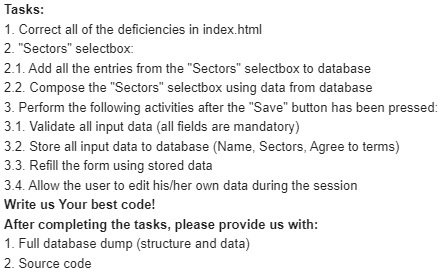 Tasks:
1. Correct all of the deficiencies in index.html
2. "Sectors" selectbox:
2.1. Add all the entries from the "Sectors" selectbox to database
2.2. Compose the "Sectors" selectbox using data from database
3. Perform the following activities after the "Save" button has been pressed:
3.1. Validate all input data (all fields are mandatory)
3.2. Store all input data to database (Name, Sectors, Agree to terms)
3.3. Refill the form using stored data
3.4. Allow the user to edit his/her own data during the session
Write us Your best code!
After completing the tasks, please provide us with:
1. Full database dump (structure and data)
2. Source code